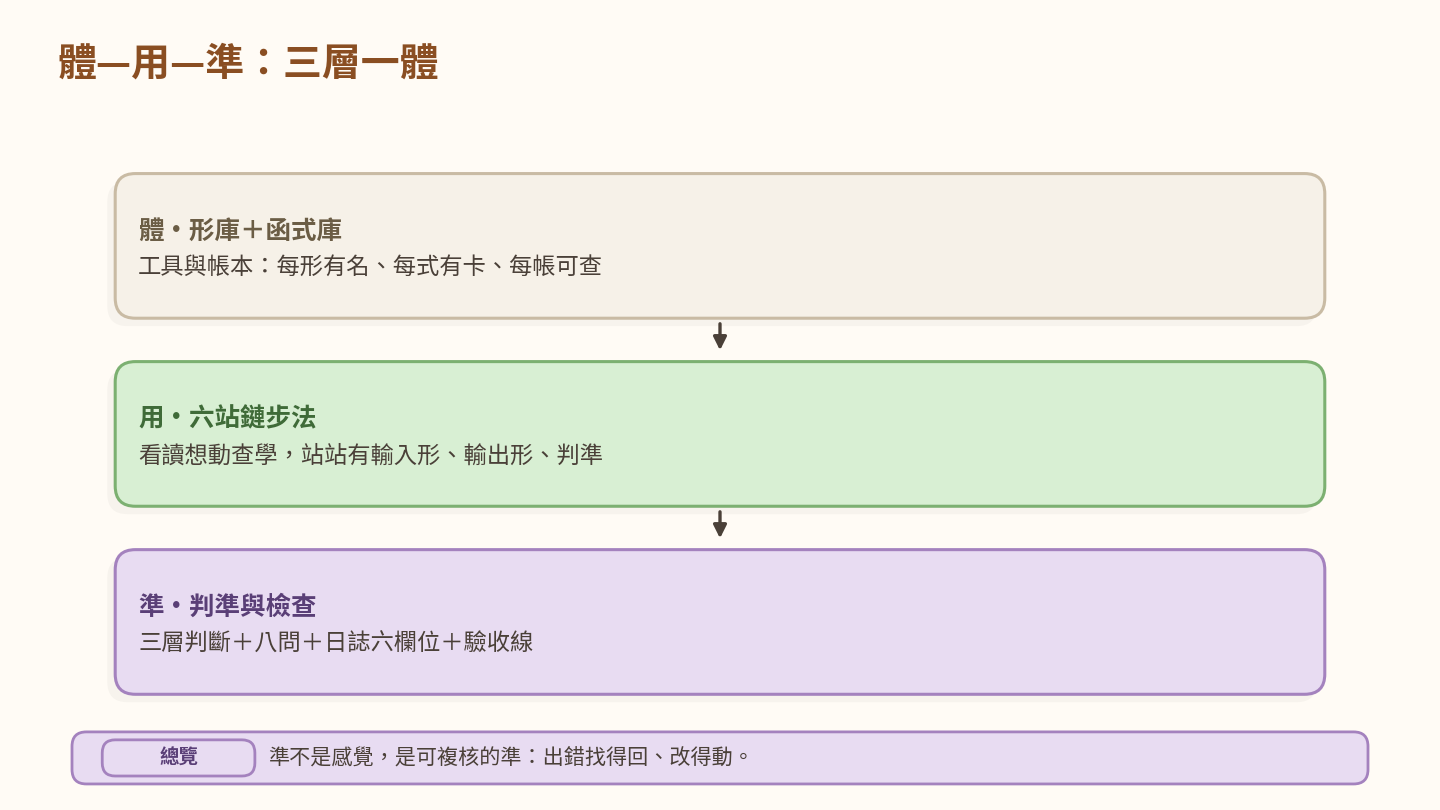 體—用—準：三層一體
體・形庫＋函式庫
工具與帳本：每形有名、每式有卡、每帳可查
用・六站鏈步法
看讀想動查學，站站有輸入形、輸出形、判準
準・判準與檢查
三層判斷＋八問＋日誌六欄位＋驗收線
總覽
準不是感覺，是可複核的準：出錯找得回、改得動。